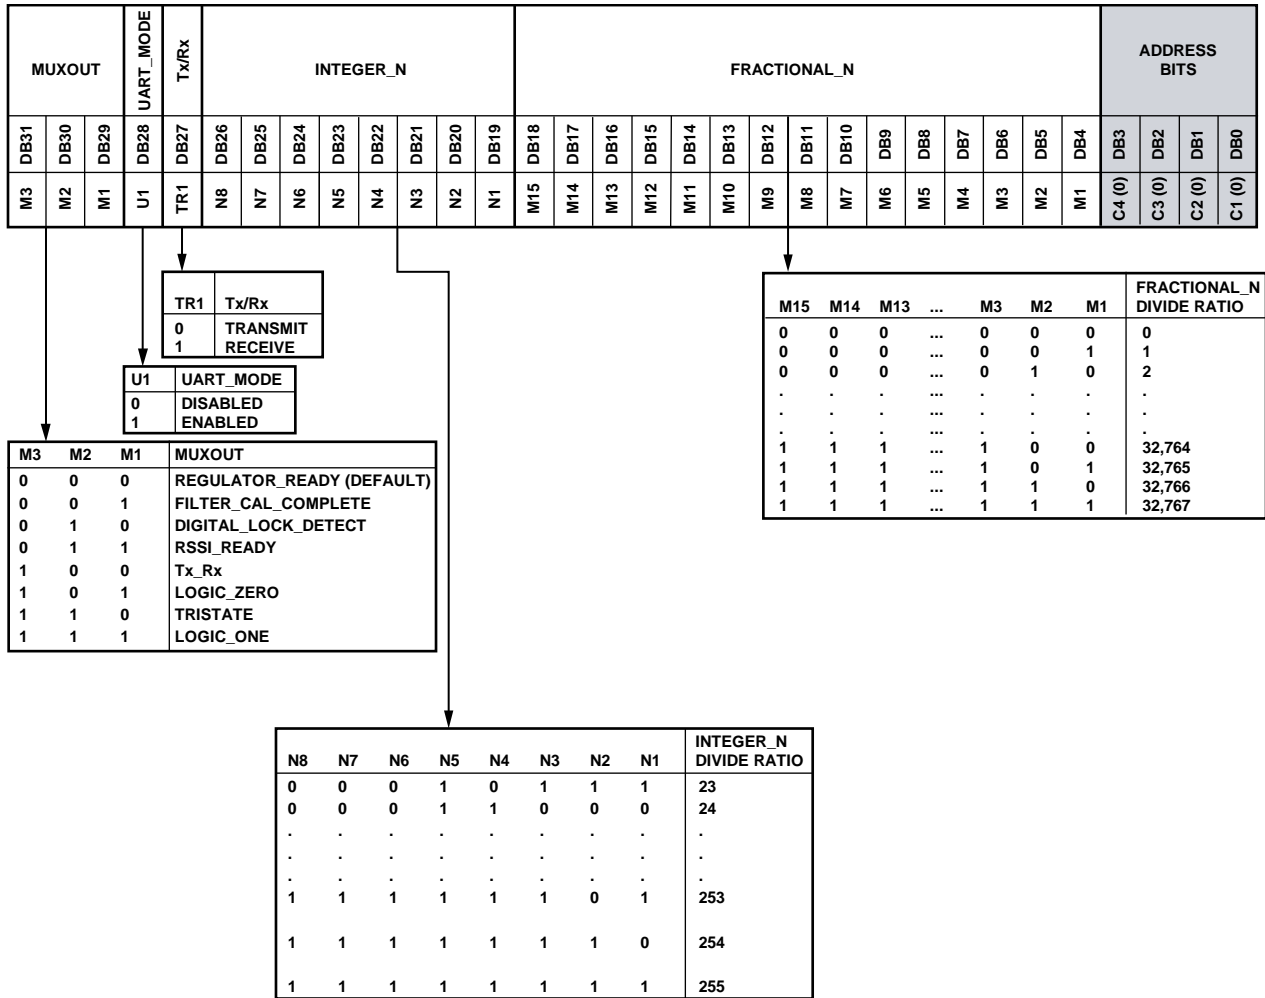 MUXOUT UART_MODE Tx/Rx INTEGER_N FRACTIONAL_N ADDRESS BITS
DB31 DB30 DB29 DB28 DB27 DB26 DB25 DB24 DB23 DB22 DB21 DB20 DB19 DB18 DB17 DB16 DB15 DB14 DB13 DB12 DB11 DB10 DB9 DB8 DB7 DB6 DB5 DB4 DB3 DB2 DB1 DB0
M3 M2 M1 U1 TR1 N8 N7 N6 N5 N4 N3 N2 N1 M15 M14 M13 M12 M11 M10 M9 M8 M7 M6 M5 M4 M3 M2 M1 C4 (0) C3 (0) C2 (0) C1 (0)
TR1 Tx/Rx
0 TRANSMIT
1 RECEIVE
U1 UART_MODE
0 DISABLED
1 ENABLED
M3 M2 M1 MUXOUT
0 0 0 REGULATOR_READY (DEFAULT)
0 0 1 FILTER_CAL_COMPLETE
0 1 0 DIGITAL_LOCK_DETECT
0 1 1 RSSI_READY
1 0 0 Tx_Rx
1 0 1 LOGIC_ZERO
1 1 0 TRISTATE
1 1 1 LOGIC_ONE
FRACTIONAL_N
M15 M14 M13 ... M3 M2 M1 DIVIDE RATIO
0 0 0 ... 0 0 0 0
0 0 0 ... 0 0 1 1
0 0 0 ... 0 1 0 2
. . . ... . . . .
. . . ... . . . .
. . . ... . . . .
1 1 1 ... 1 0 0 32,764
1 1 1 ... 1 0 1 32,765
1 1 1 ... 1 1 0 32,766
1 1 1 ... 1 1 1 32,767
INTEGER_N
N8 N7 N6 N5 N4 N3 N2 N1 DIVIDE RATIO
0 0 0 1 0 1 1 1 23
0 0 0 1 1 0 0 0 24
. . . . . . . . .
. . . . . . . . .
. . . . . . . . .
1 1 1 1 1 1 0 1 253
1 1 1 1 1 1 1 0 254
1 1 1 1 1 1 1 1 255